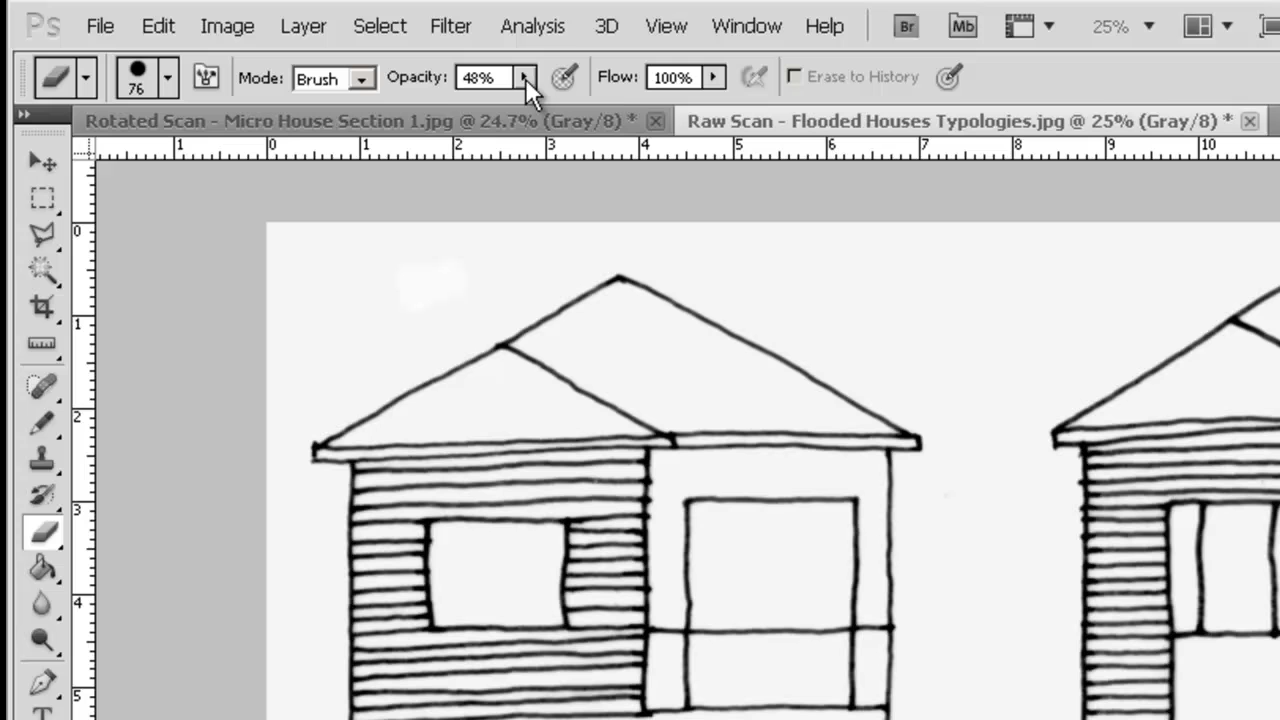 Ps File Edit Image Layer Select Filter Analysis 3D View Window Help Br Mb 25%
76 Mode: Brush Opacity: 48% Flow: 100% Erase to History
Rotated Scan - Micro House Section 1.jpg @ 24.7% (Gray/8) * Raw Scan - Flooded Houses Typologies.jpg @ 25% (Gray/8) *
1 0 1 2 3 4 5 6 7 8 9 10
0
1
2
3
4
5
T